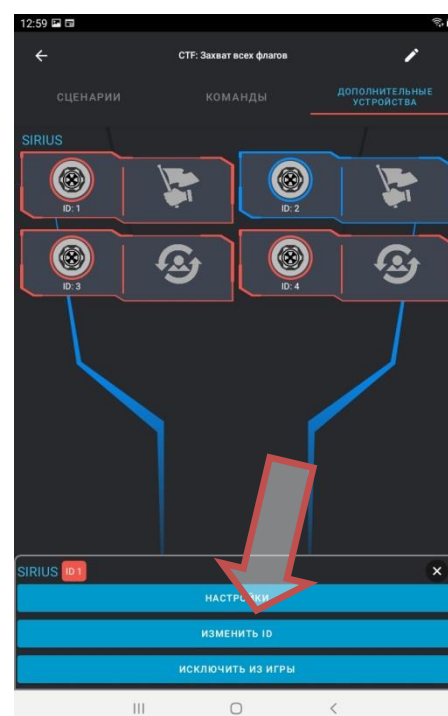 12:59
CTF: Захват всех флагов
СЦЕНАРИИ
КОМАНДЫ
ДОПОЛНИТЕЛЬНЫЕ
УСТРОЙСТВА
SIRIUS
ID: 1
ID: 2
ID: 3
ID: 4
SIRIUS ID 1
НАСТРОЙКИ
ИЗМЕНИТЬ ID
ИСКЛЮЧИТЬ ИЗ ИГРЫ